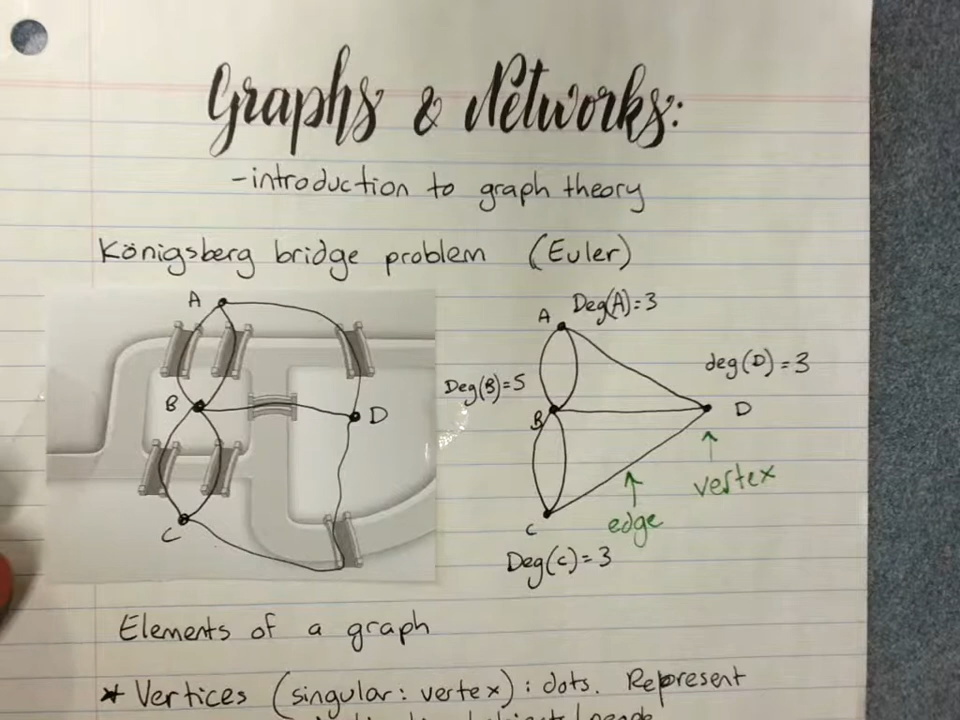 Graphs & Networks:
-introduction to graph theory
Königsberg bridge problem (Euler)
A
B
D
C
A Deg(A)=3
deg(D)=3
Deg(B)=5
B
D
vertex
edge
C
Deg(C)=3
Elements of a graph
* Vertices (singular: vertex): dots. Represent